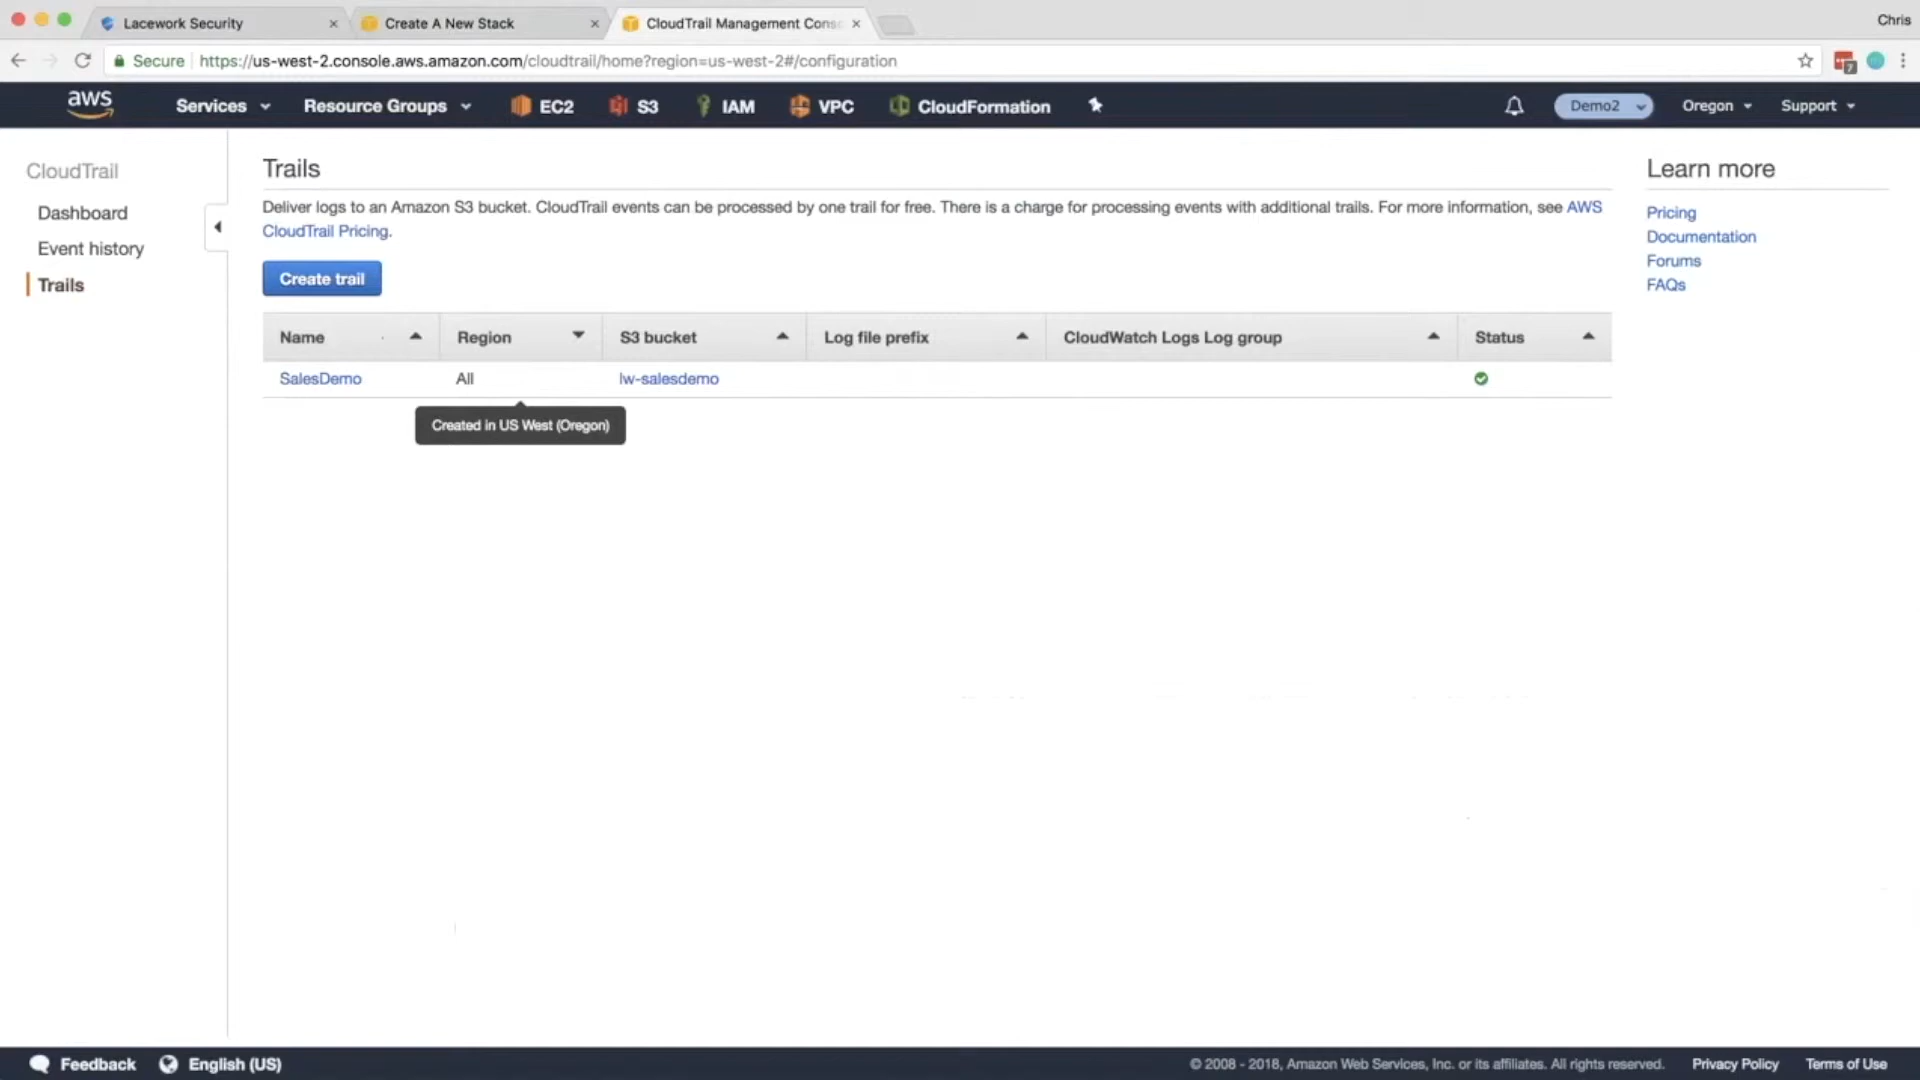 Lacework Security
Create A New Stack
CloudTrail Management Cons
Chris
Secure
https://us-west-2.console.aws.amazon.com/cloudtrail/home?region=us-west-2#/configuration
7
aws
Services
Resource Groups
EC2
S3
IAM
VPC
CloudFormation
Demo2
Oregon
Support
CloudTrail
Dashboard
Event history
Trails
Trails
Deliver logs to an Amazon S3 bucket. CloudTrail events can be processed by one trail for free. There is a charge for processing events with additional trails. For more information, see AWS
CloudTrail Pricing.
Create trail
Name
Region
S3 bucket
Log file prefix
CloudWatch Logs Log group
Status
SalesDemo
All
lw-salesdemo
Created in US West (Oregon)
Learn more
Pricing
Documentation
Forums
FAQs
Feedback
English (US)
© 2008 - 2018, Amazon Web Services, Inc. or its affiliates. All rights reserved.
Privacy Policy
Terms of Use